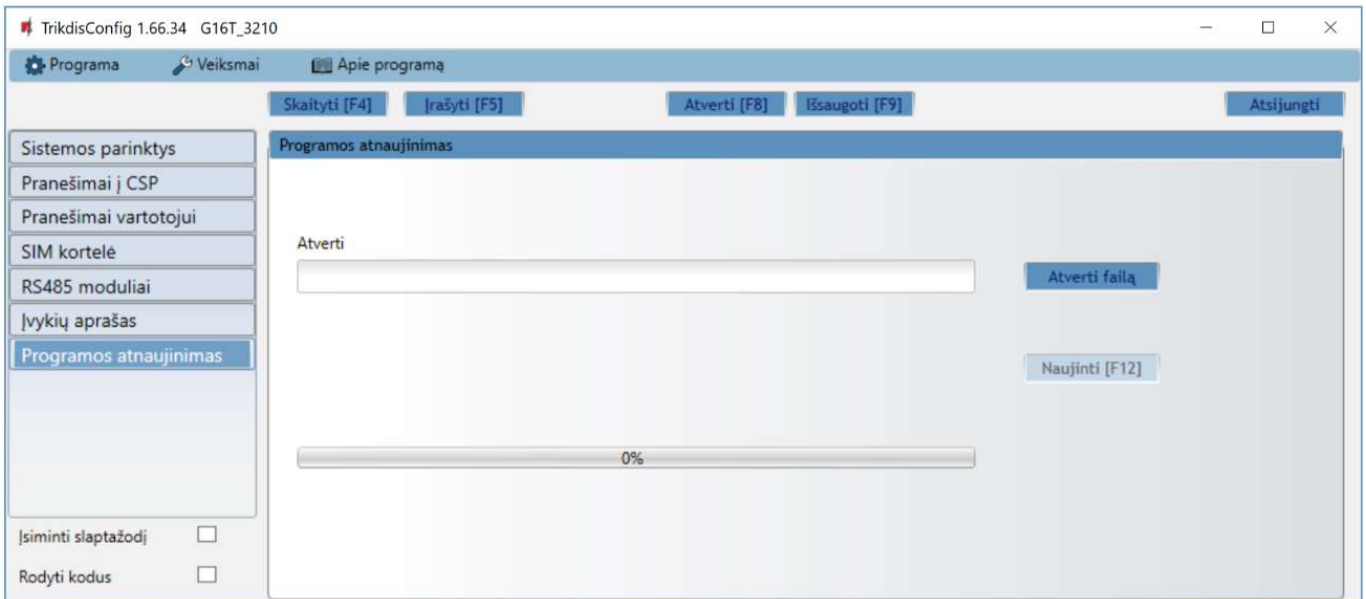 TrikdisConfig 1.66.34 G16T_3210
Programa Veiksmai Apie programą
Skaityti [F4] Įrašyti [F5] Atverti [F8] Išsaugoti [F9] Atsijungti
Sistemos parinktys
Pranešimai į CSP
Pranešimai vartotojui
SIM kortelė
RS485 moduliai
Įvykių aprašas
Programos atnaujinimas
Įsiminti slaptažodį
Rodyti kodus
Programos atnaujinimas
Atverti
Atverti failą
Naujinti [F12]
0%